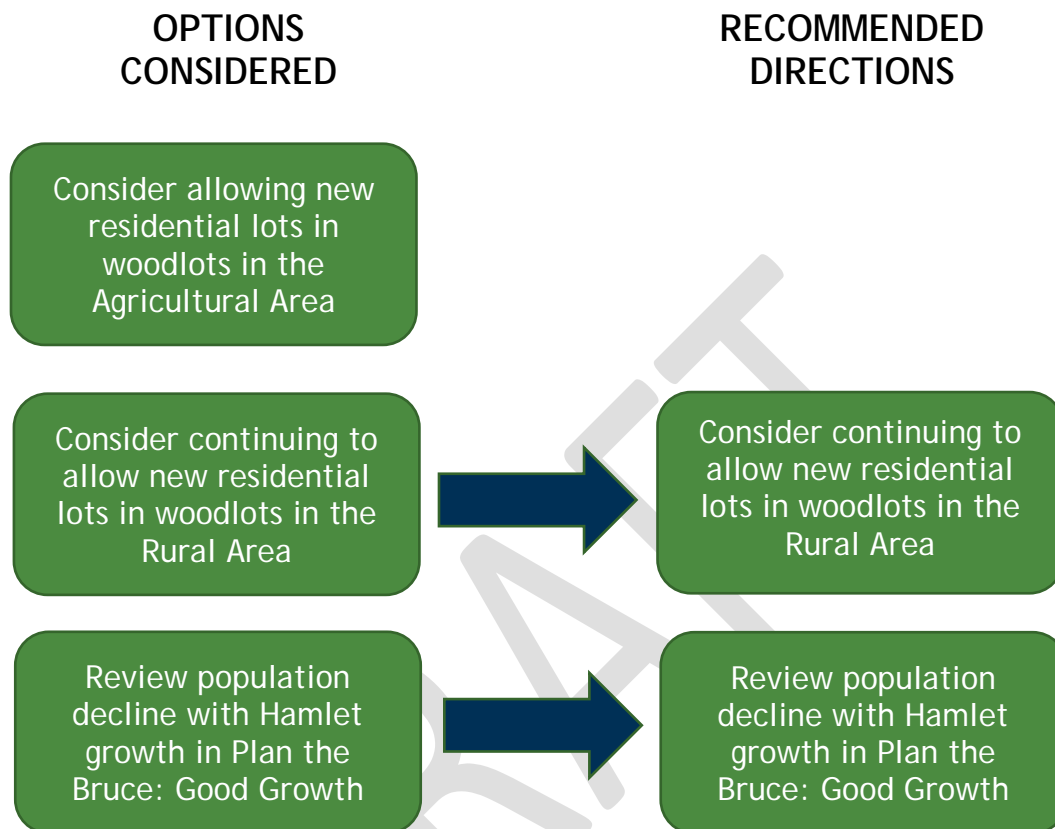 OPTIONS
CONSIDERED
RECOMMENDED
DIRECTIONS
Consider allowing new
residential lots in
woodlots in the
Agricultural Area
Consider continuing to
allow new residential
lots in woodlots in the
Rural Area
Consider continuing to
allow new residential
lots in woodlots in the
Rural Area
Review population
decline with Hamlet
growth in Plan the
Bruce: Good Growth
Review population
decline with Hamlet
growth in Plan the
Bruce: Good Growth
DRAFT